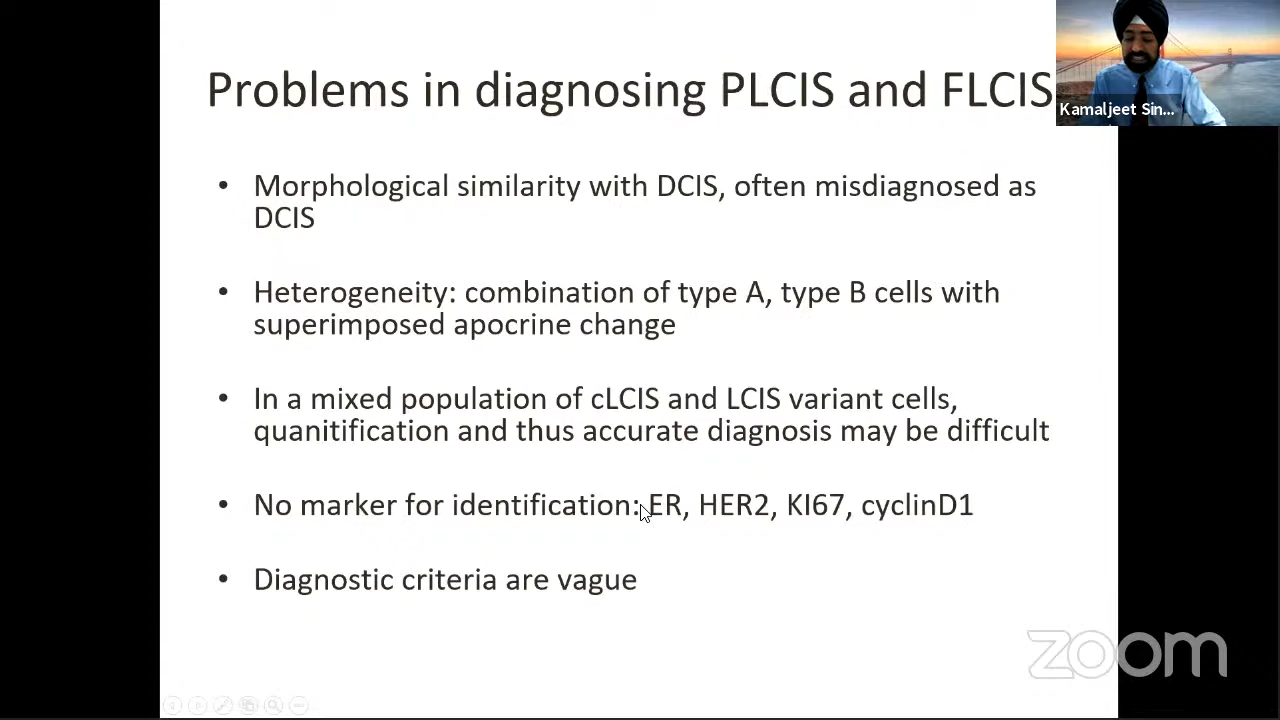 Problems in diagnosing PLCIS and FLCIS
Kamaljeet Sin...
• Morphological similarity with DCIS, often misdiagnosed as
DCIS
• Heterogeneity: combination of type A, type B cells with
superimposed apocrine change
• In a mixed population of cLCIS and LCIS variant cells,
quanitification and thus accurate diagnosis may be difficult
• No marker for identification: ER, HER2, KI67, cyclinD1
• Diagnostic criteria are vague
zoom